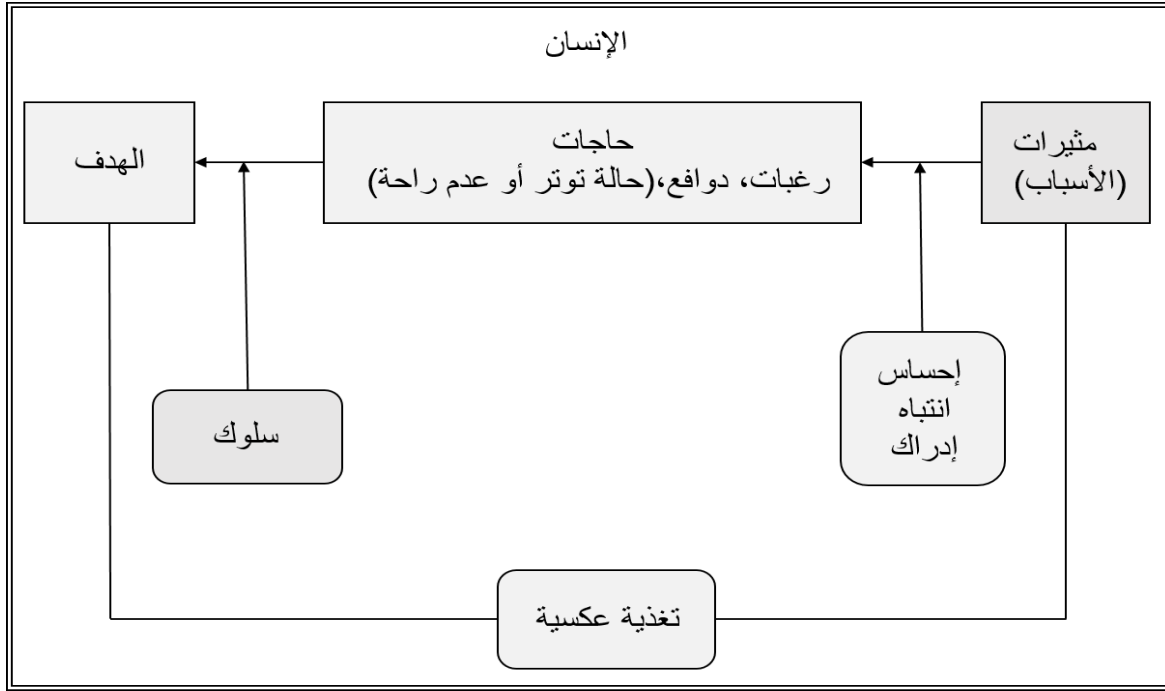 الإنسان
مثيرات
(الأسباب)
حاجات
رغبات، دوافع،(حالة توتر أو عدم راحة)
الهدف
إحساس
انتباه
إدراك
سلوك
تغذية عكسية